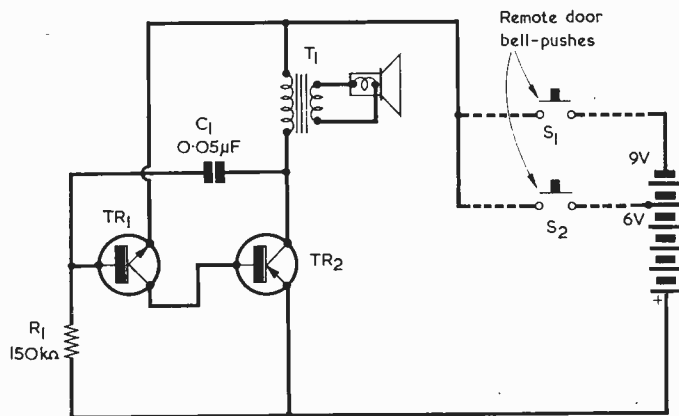 Remote door
bell-pushes
T1
C1
0·05µF
S1
9V
TR1
TR2
S2
6V
R1
150kΩ
+